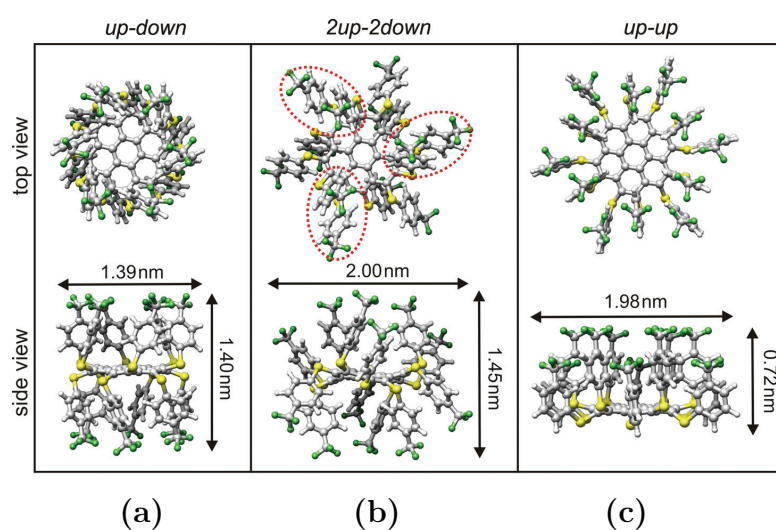 up-down 2up-2down up-up
top view
1.39nm 2.00nm 1.98nm
side view
1.40nm 1.45nm 0.72nm
(a) (b) (c)